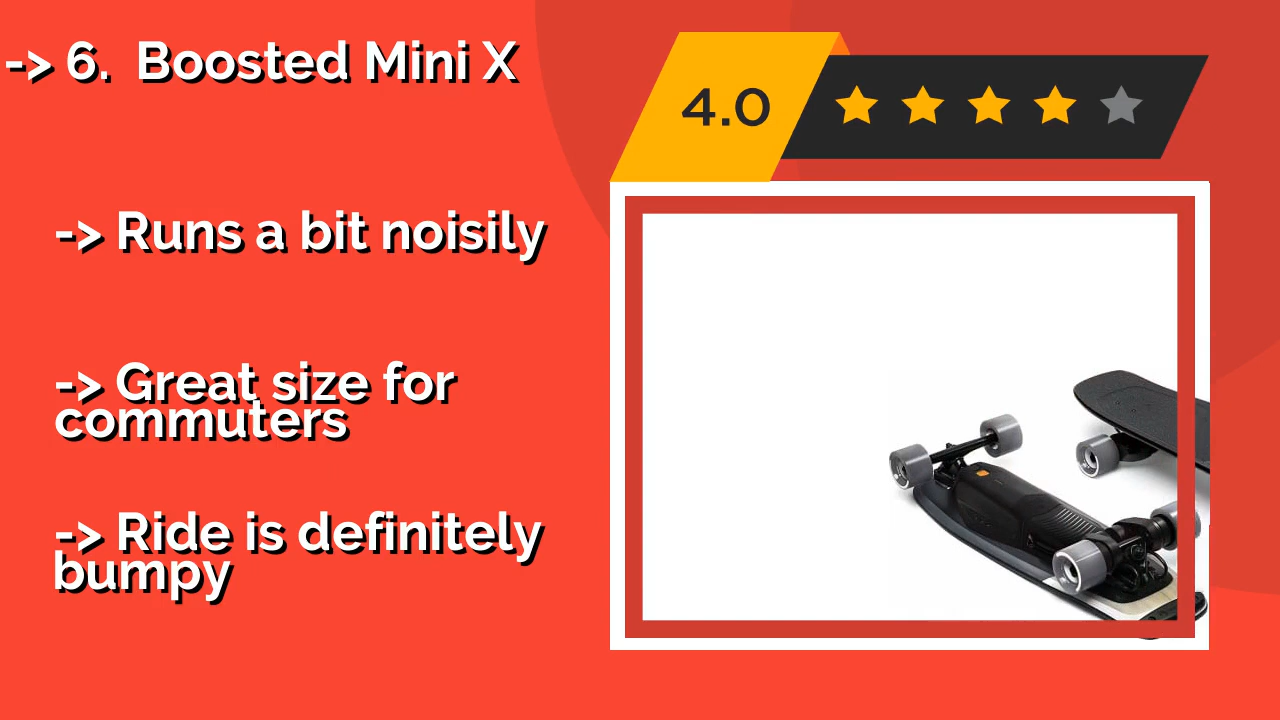 -> 6.  Boosted Mini X
4.0
-> Runs a bit noisily
-> Great size for
commuters
-> Ride is definitely
bumpy